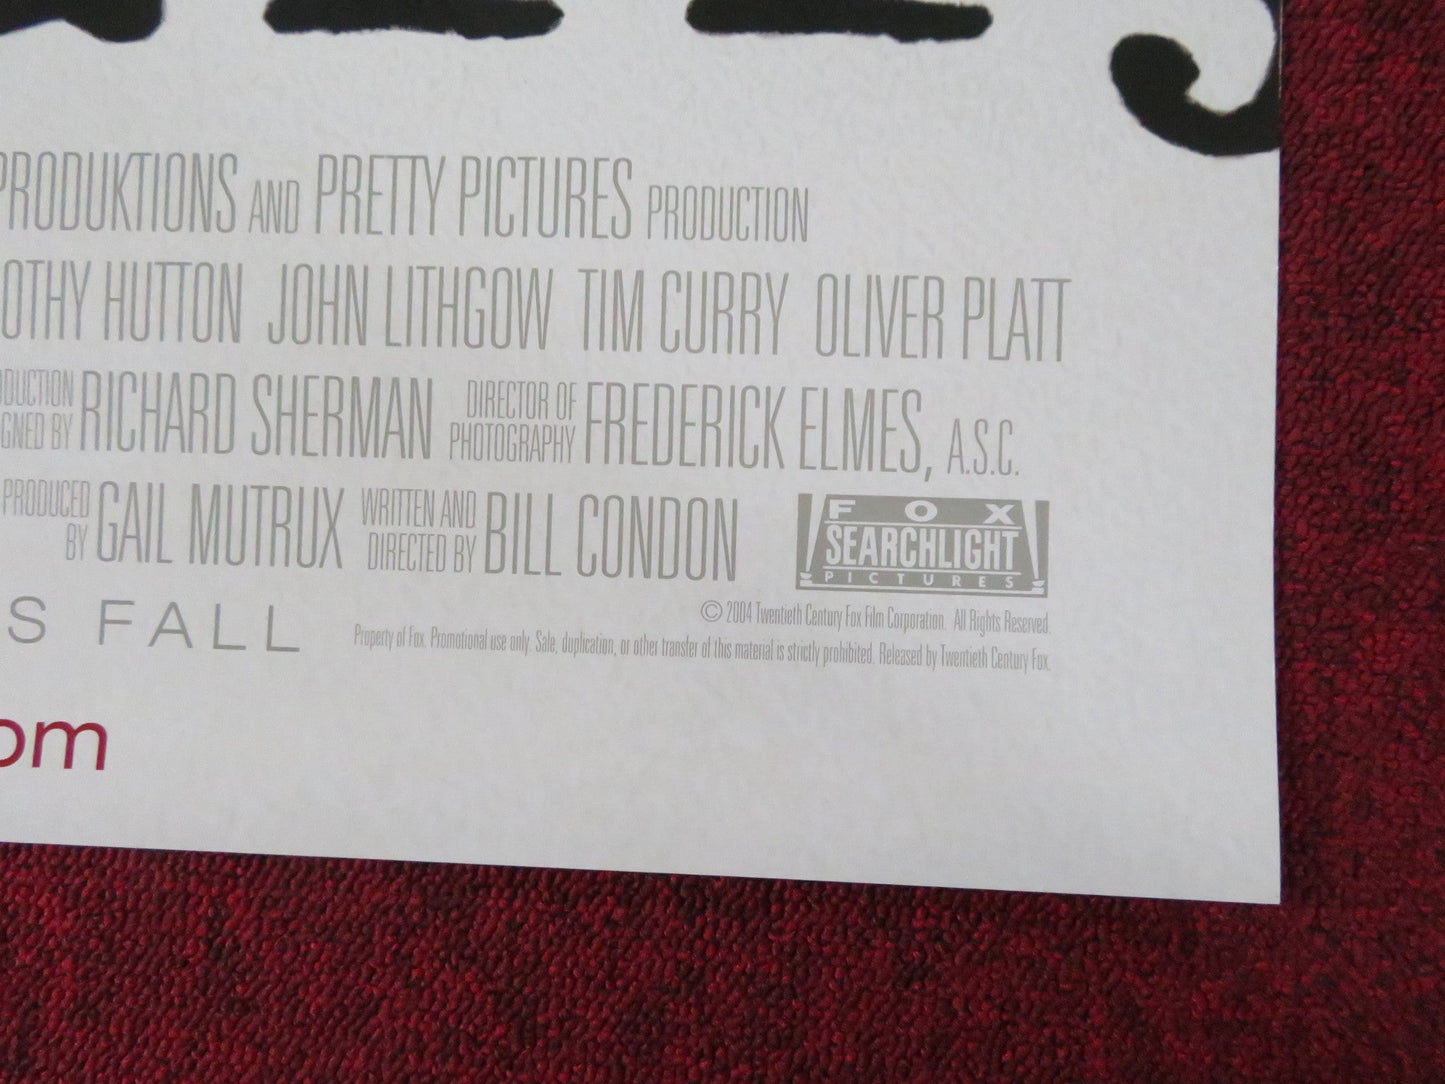 PRODUKTIONS AND PRETTY PICTURES PRODUCTION
OTHY HUTTON JOHN LITHGOW TIM CURRY OLIVER PLATT
DUCTION
GNED BY RICHARD SHERMAN DIRECTOR OF PHOTOGRAPHY FREDERICK ELMES, A.S.C.
PRODUCED BY GAIL MUTRUX WRITTEN AND DIRECTED BY BILL CONDON
FOX
SEARCHLIGHT
PICTURES
© 2004 Twentieth Century Fox Film Corporation. All Rights Reserved.
S FALL
Property of Fox. Promotional use only. Sale, duplication, or other transfer of this material is strictly prohibited. Released by Twentieth Century Fox.
om